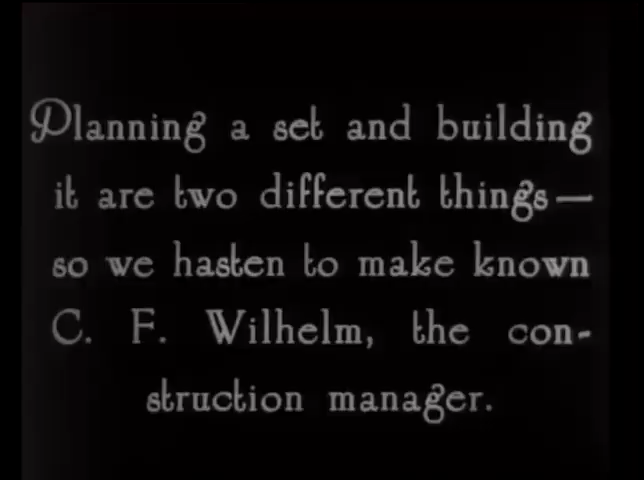 Planning a set and building
it are two different things—
so we hasten to make known
C. F. Wilhelm, the con-
struction manager.